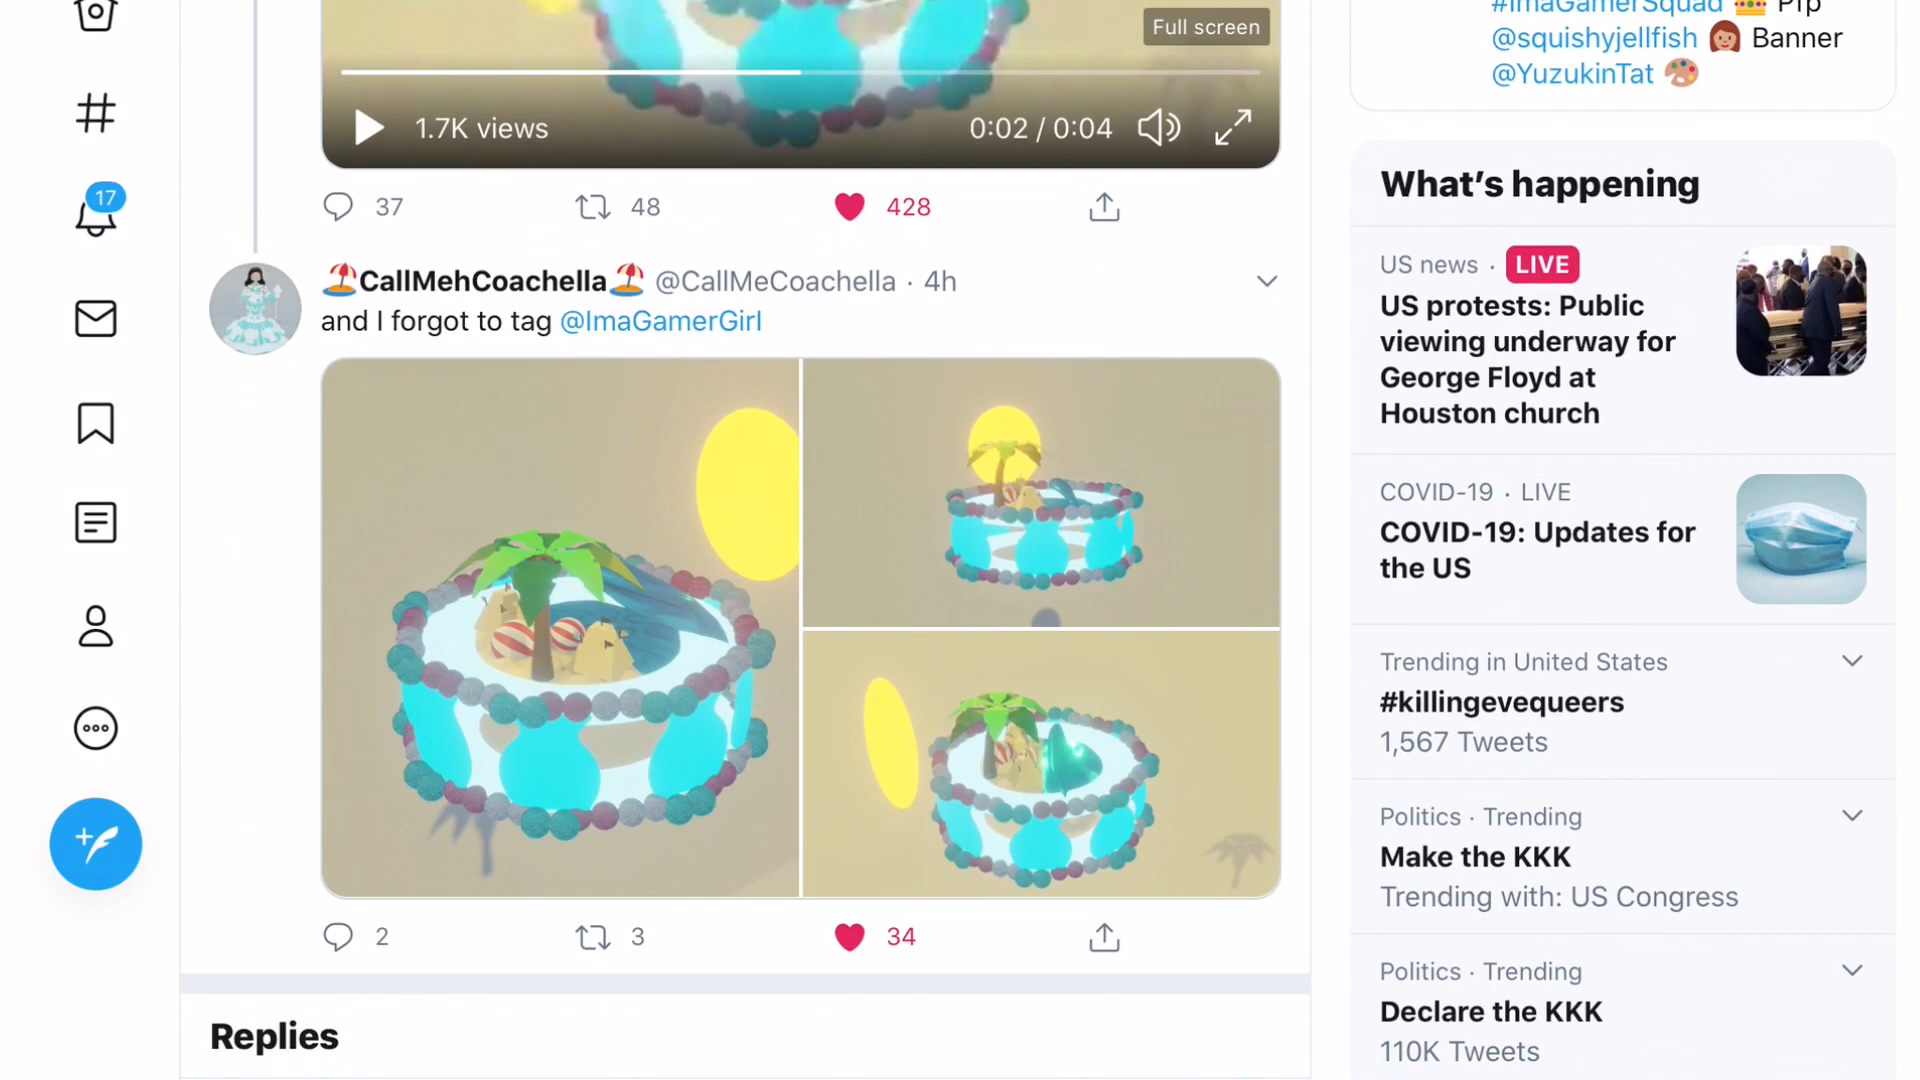 #ImaGamerSquad 👑 Pfp
@squishyjellfish 👩🏽 Banner
@YuzukinTat 🎨
Full screen
1.7K views
0:02 / 0:04
37
48
428
17
⛱️CallMehCoachella⛱️ @CallMeCoachella · 4h
and I forgot to tag @ImaGamerGirl
2
3
34
Replies
What’s happening
US news · LIVE
US protests: Public
viewing underway for
George Floyd at
Houston church
COVID-19 · LIVE
COVID-19: Updates for
the US
Trending in United States
#killingevequeers
1,567 Tweets
Politics · Trending
Make the KKK
Trending with: US Congress
Politics · Trending
Declare the KKK
110K Tweets